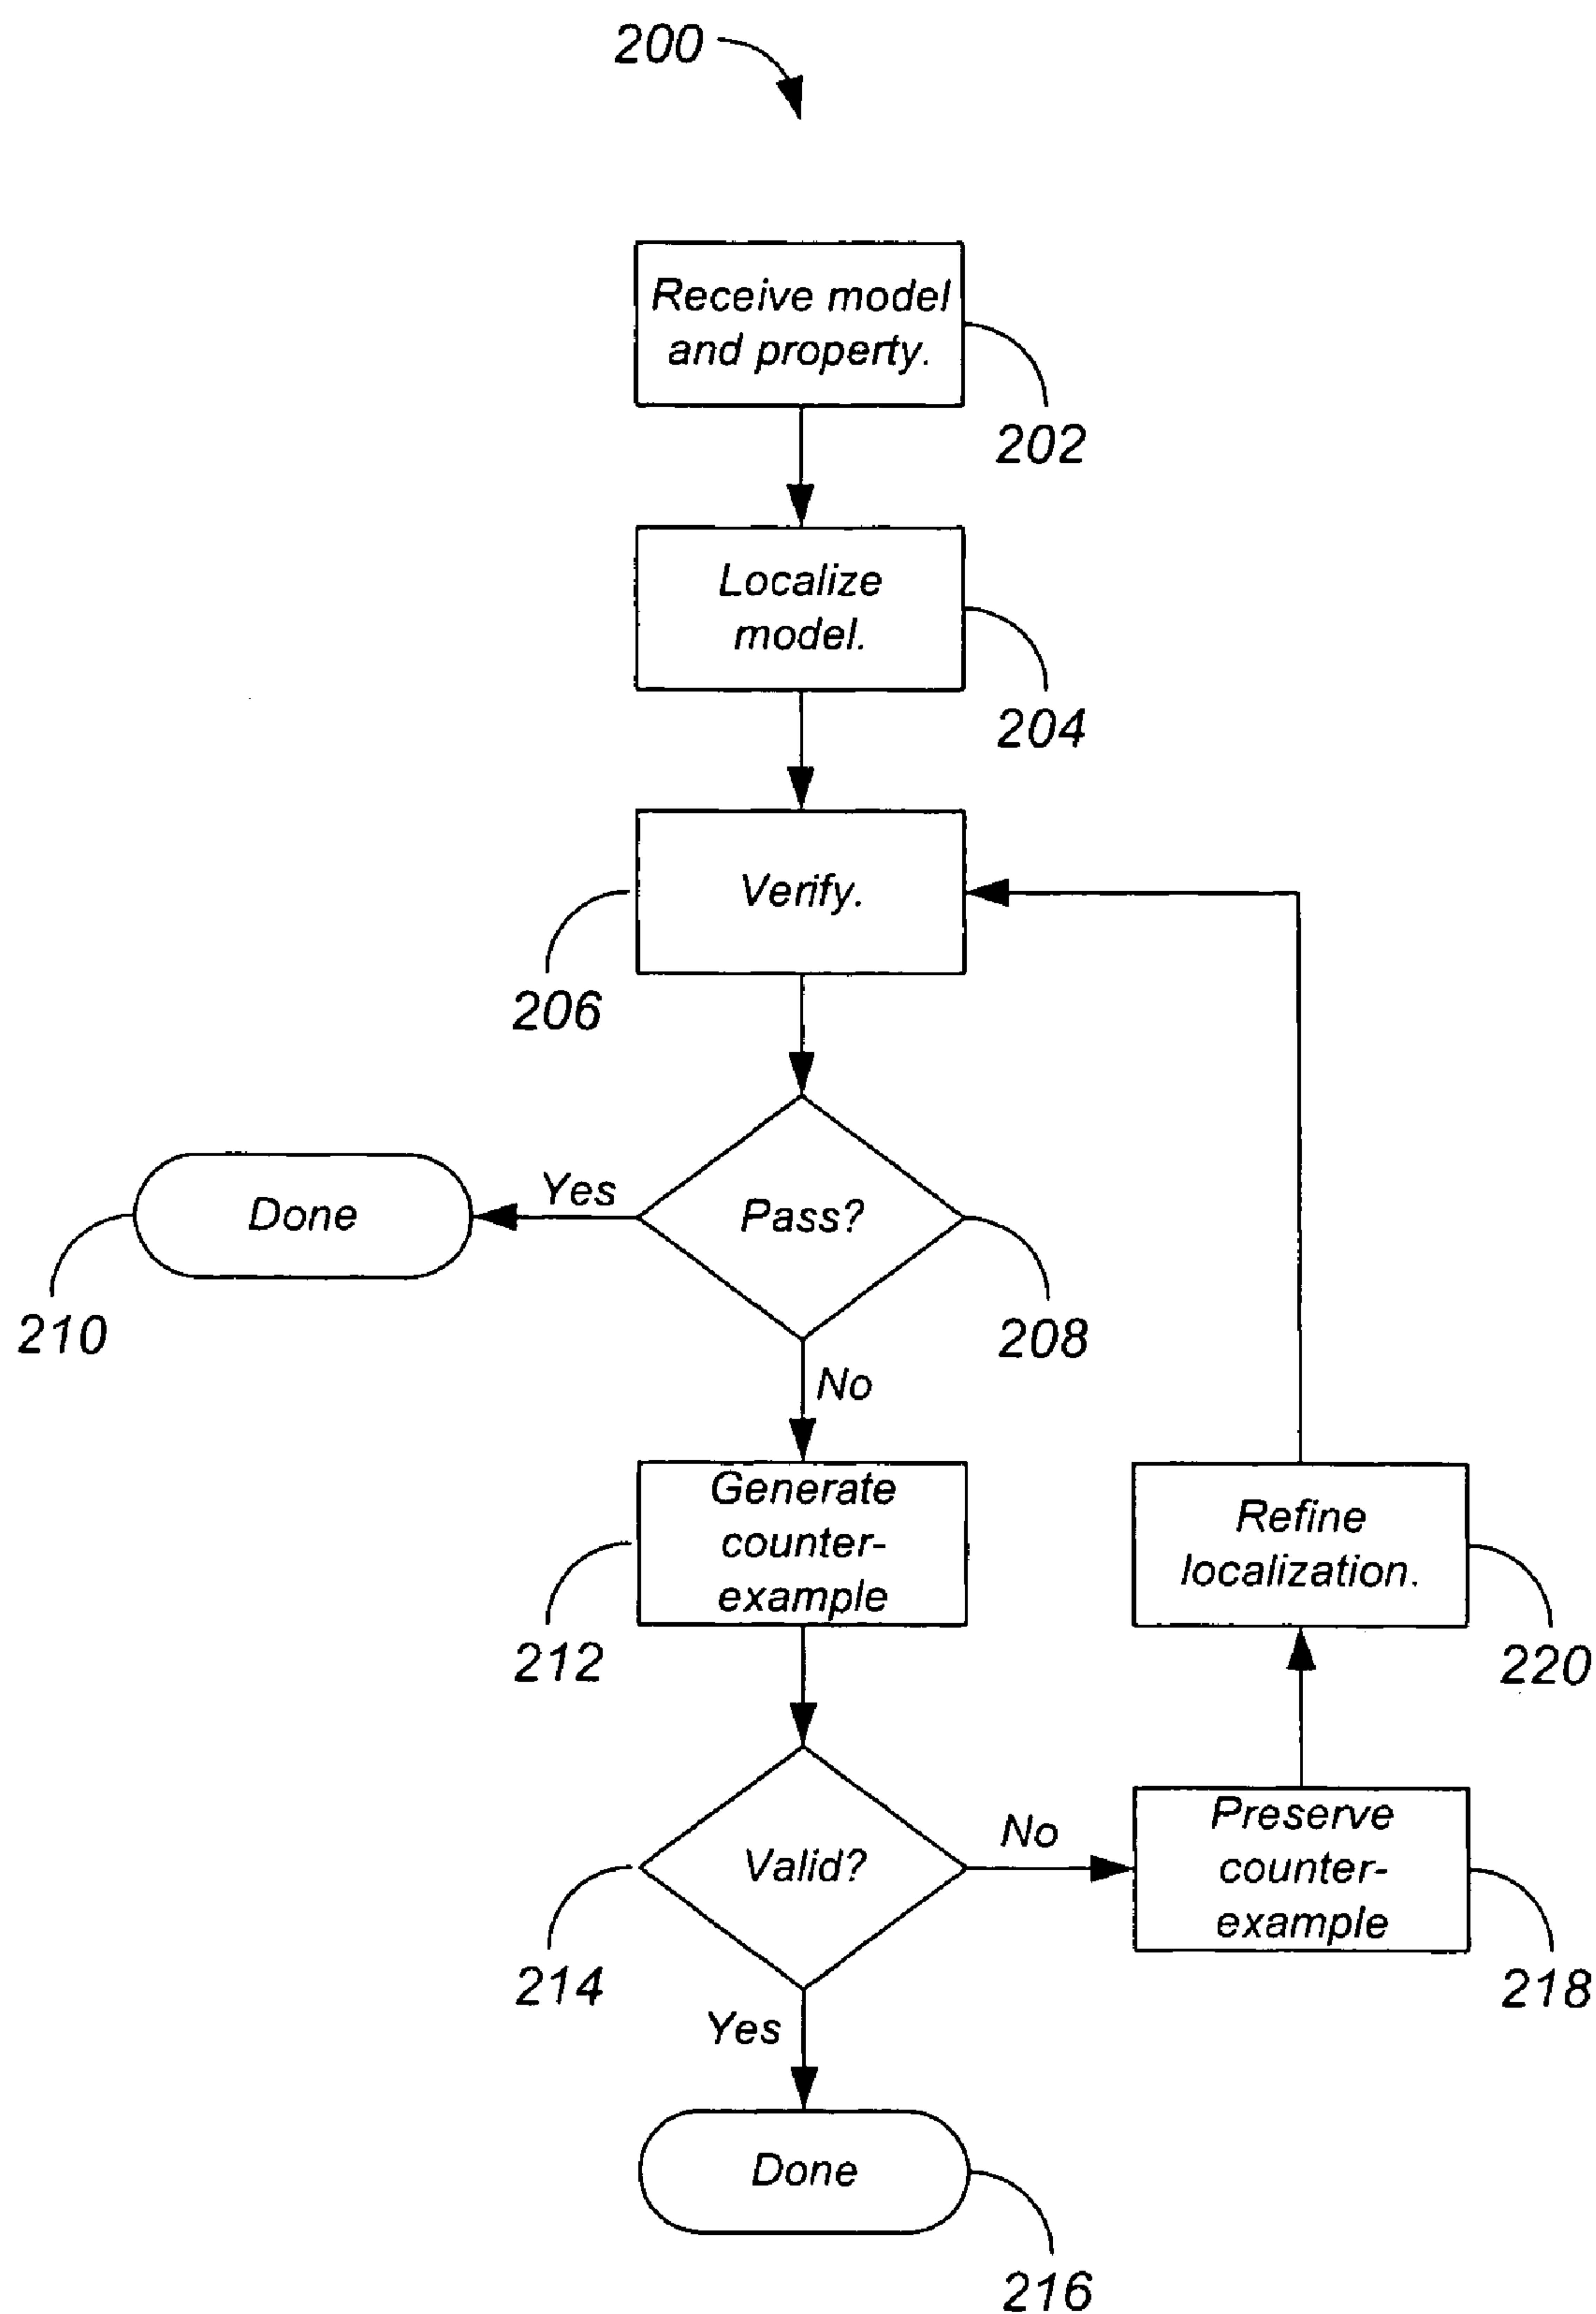 200
Receive model
and property.
202
Localize
model.
204
Verify.
206
Pass?
Yes
Done
210
208
No
Generate
counter-
example
212
Refine
localization.
220
Valid?
No
Preserve
counter-
example
214
218
Yes
Done
216